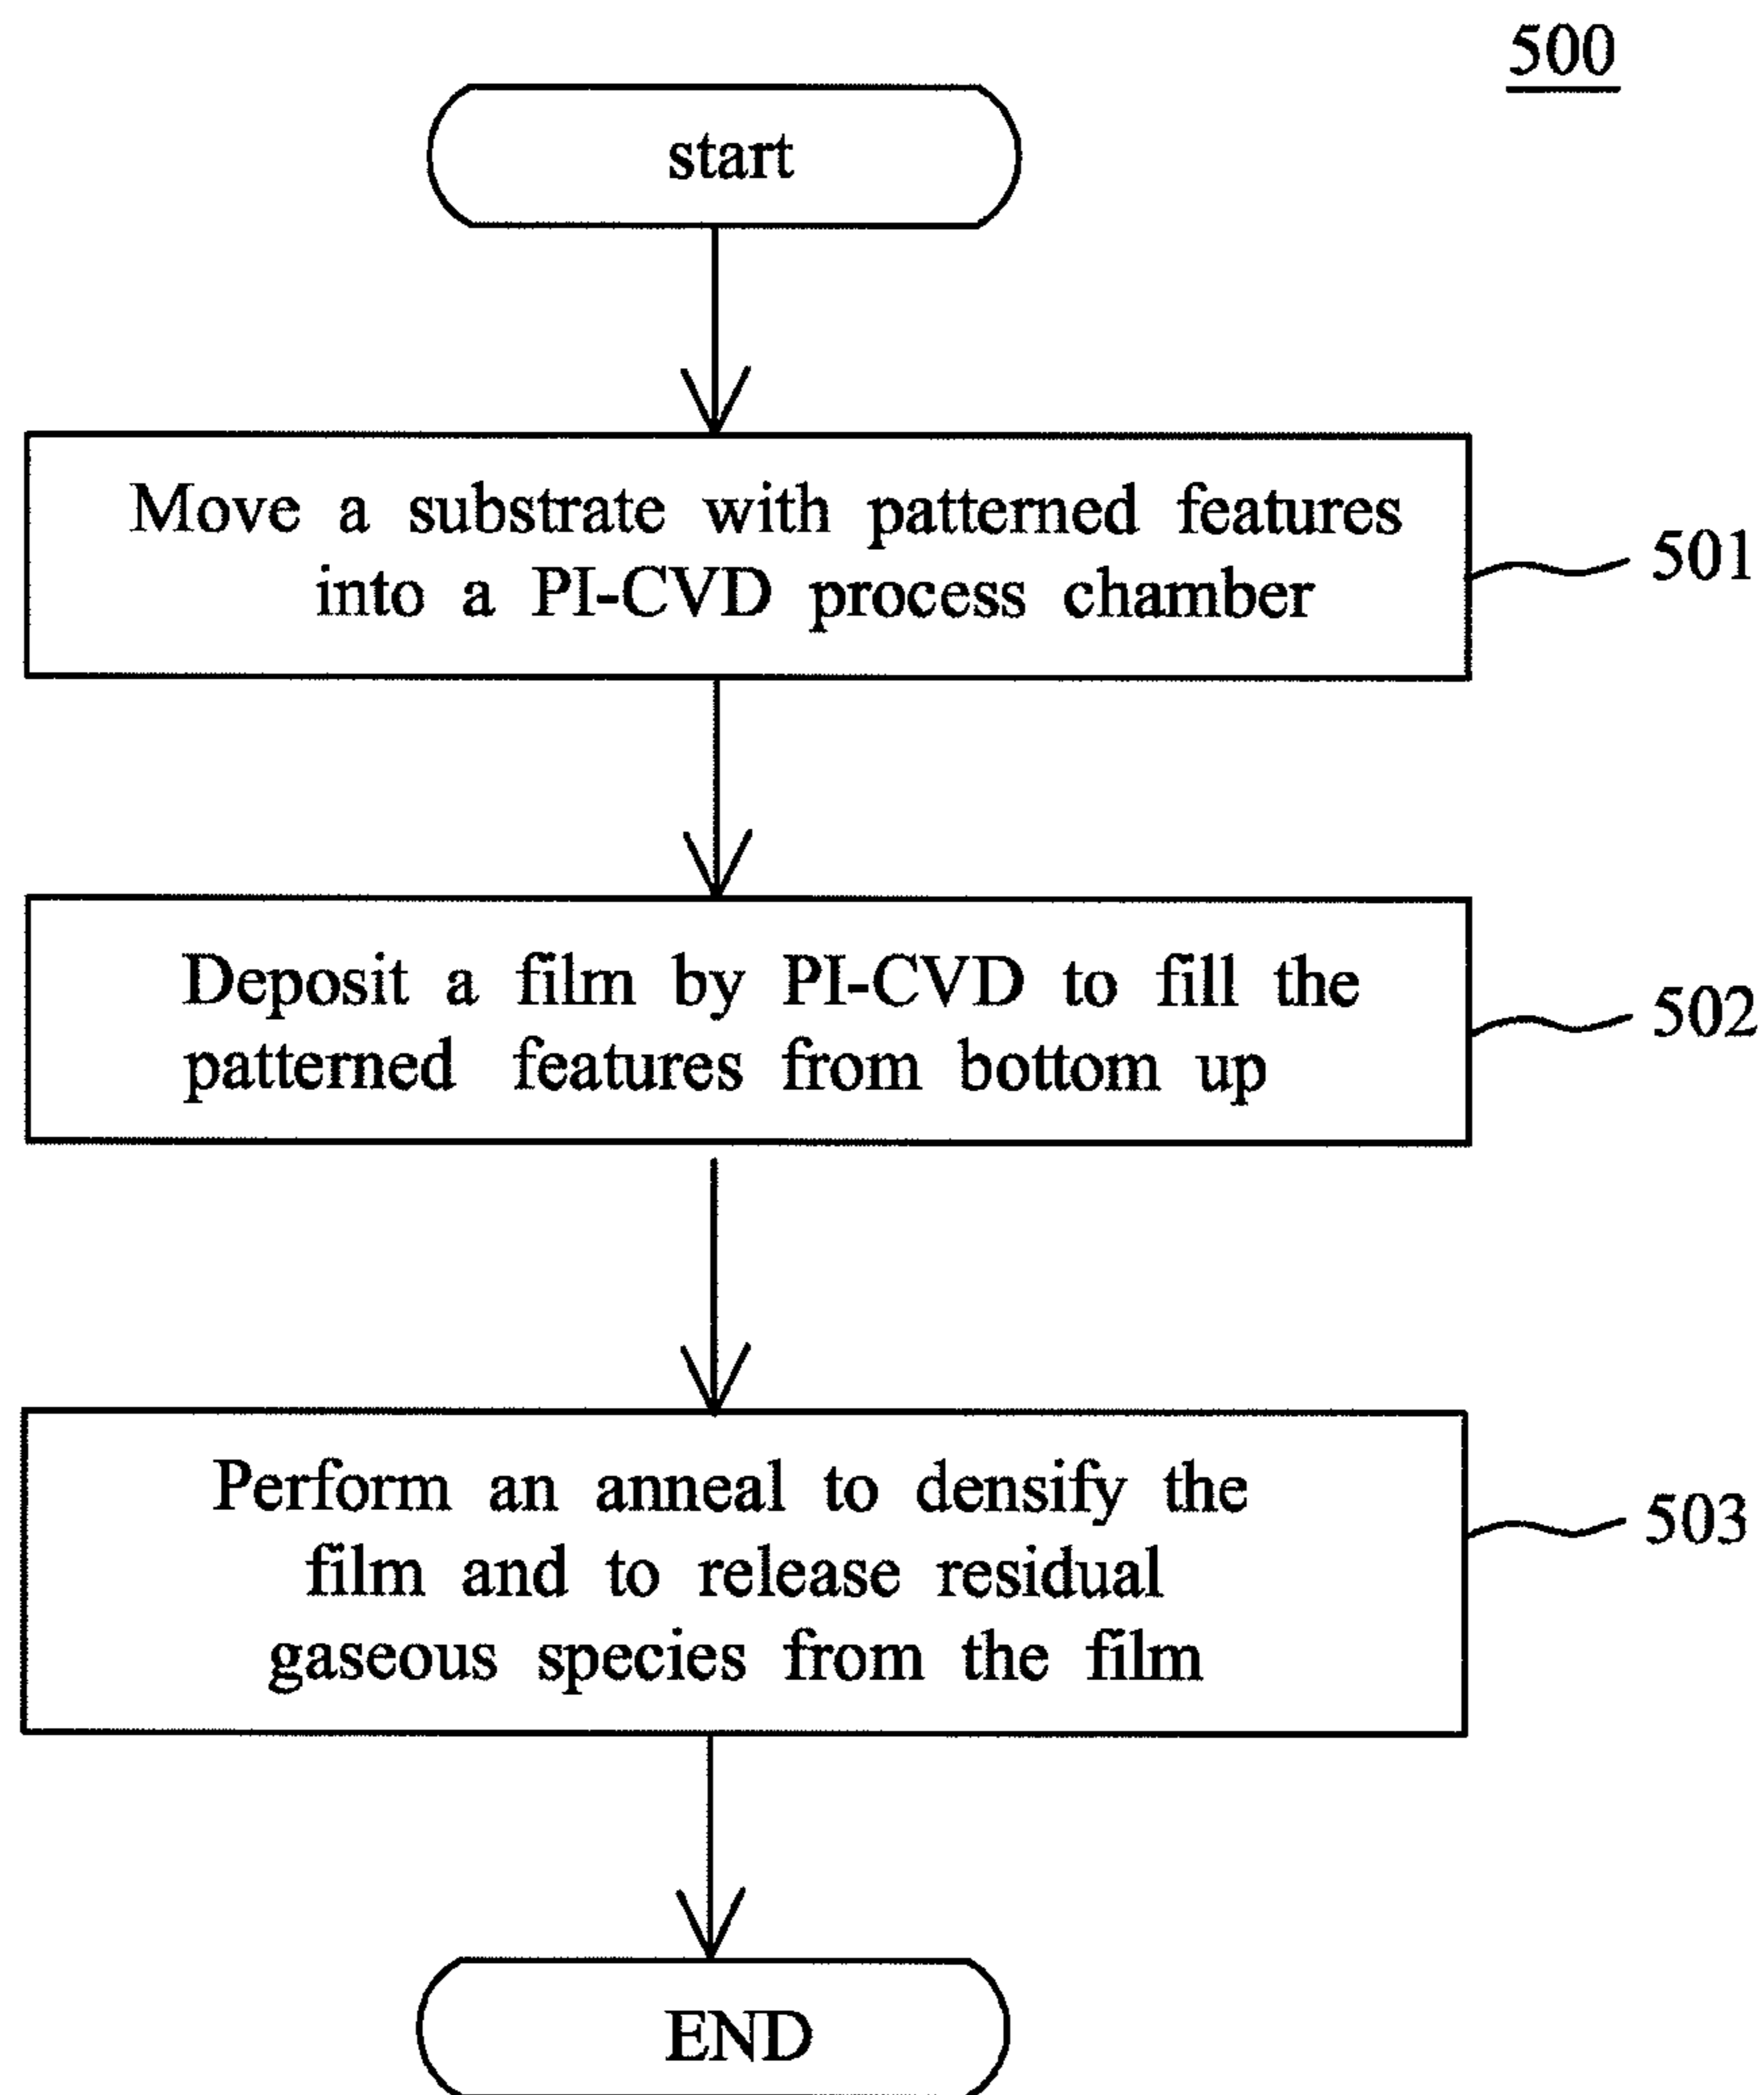 500
start
Move a substrate with patterned features
into a PI-CVD process chamber
501
Deposit a film by PI-CVD to fill the
patterned features from bottom up
502
Perform an anneal to densify the
film and to release residual
gaseous species from the film
503
END